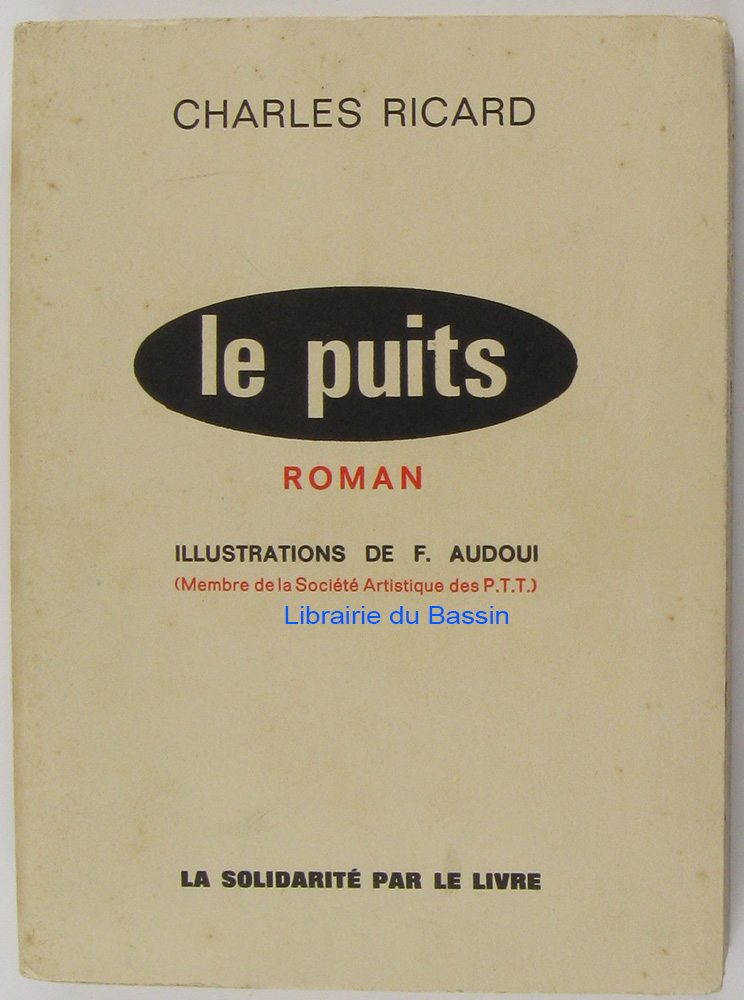 CHARLES RICARD
le puits
ROMAN
ILLUSTRATIONS DE F. AUDOUI
(Membre de la Société Artistique des P.T.T.)
Librairie du Bassin
LA SOLIDARITÉ PAR LE LIVRE